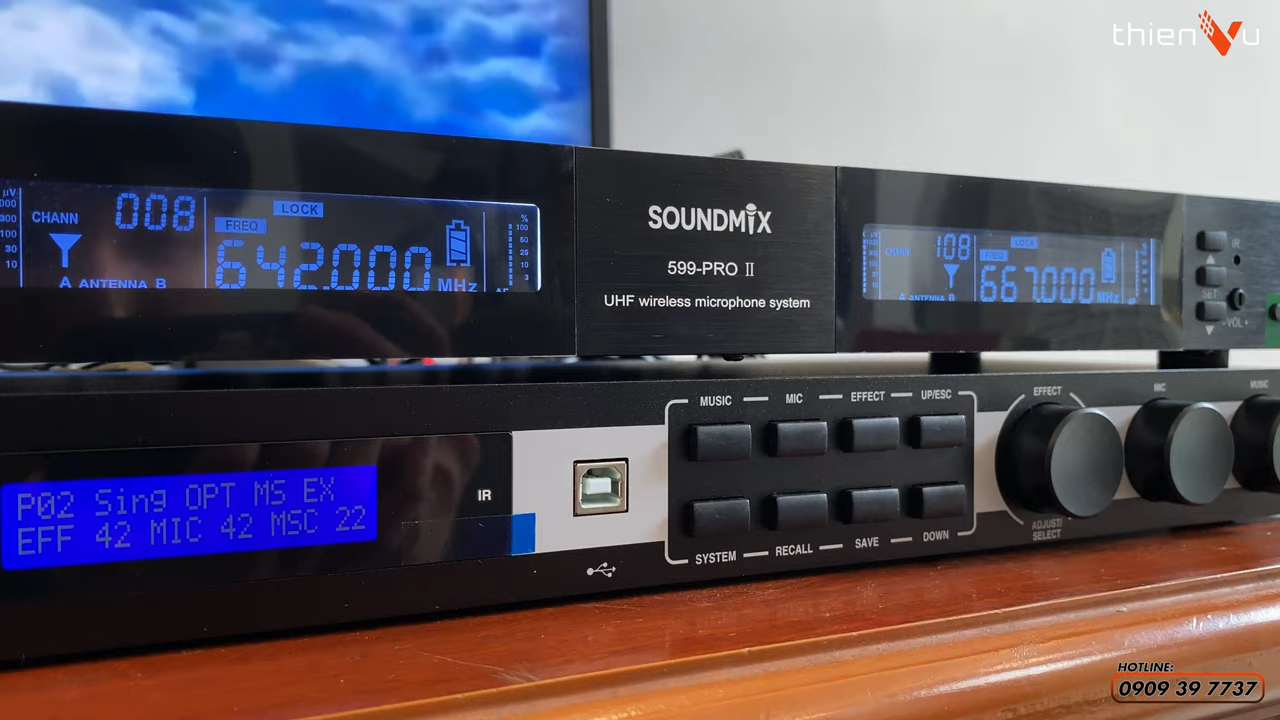 thien Vu
μV
300
100
30
10
CHANN 008
LOCK
FREQ
642.000 MHz
A ANTENNA B
%
100
50
25
10
3
SOUNDMIX
599-PRO II
UHF wireless microphone system
CHANN 108
LOCK
FREQ
667.000 MHz
A ANTENNA B
IR
SET
- VOL +
MUSIC MIC EFFECT UP/ESC
SYSTEM RECALL SAVE DOWN
P02 Sing OPT MS EX
EFF 42 MIC 42 MSC 22
IR
EFFECT
ADJUST/
SELECT
MIC
MUSIC
HOTLINE:
0909 39 7737